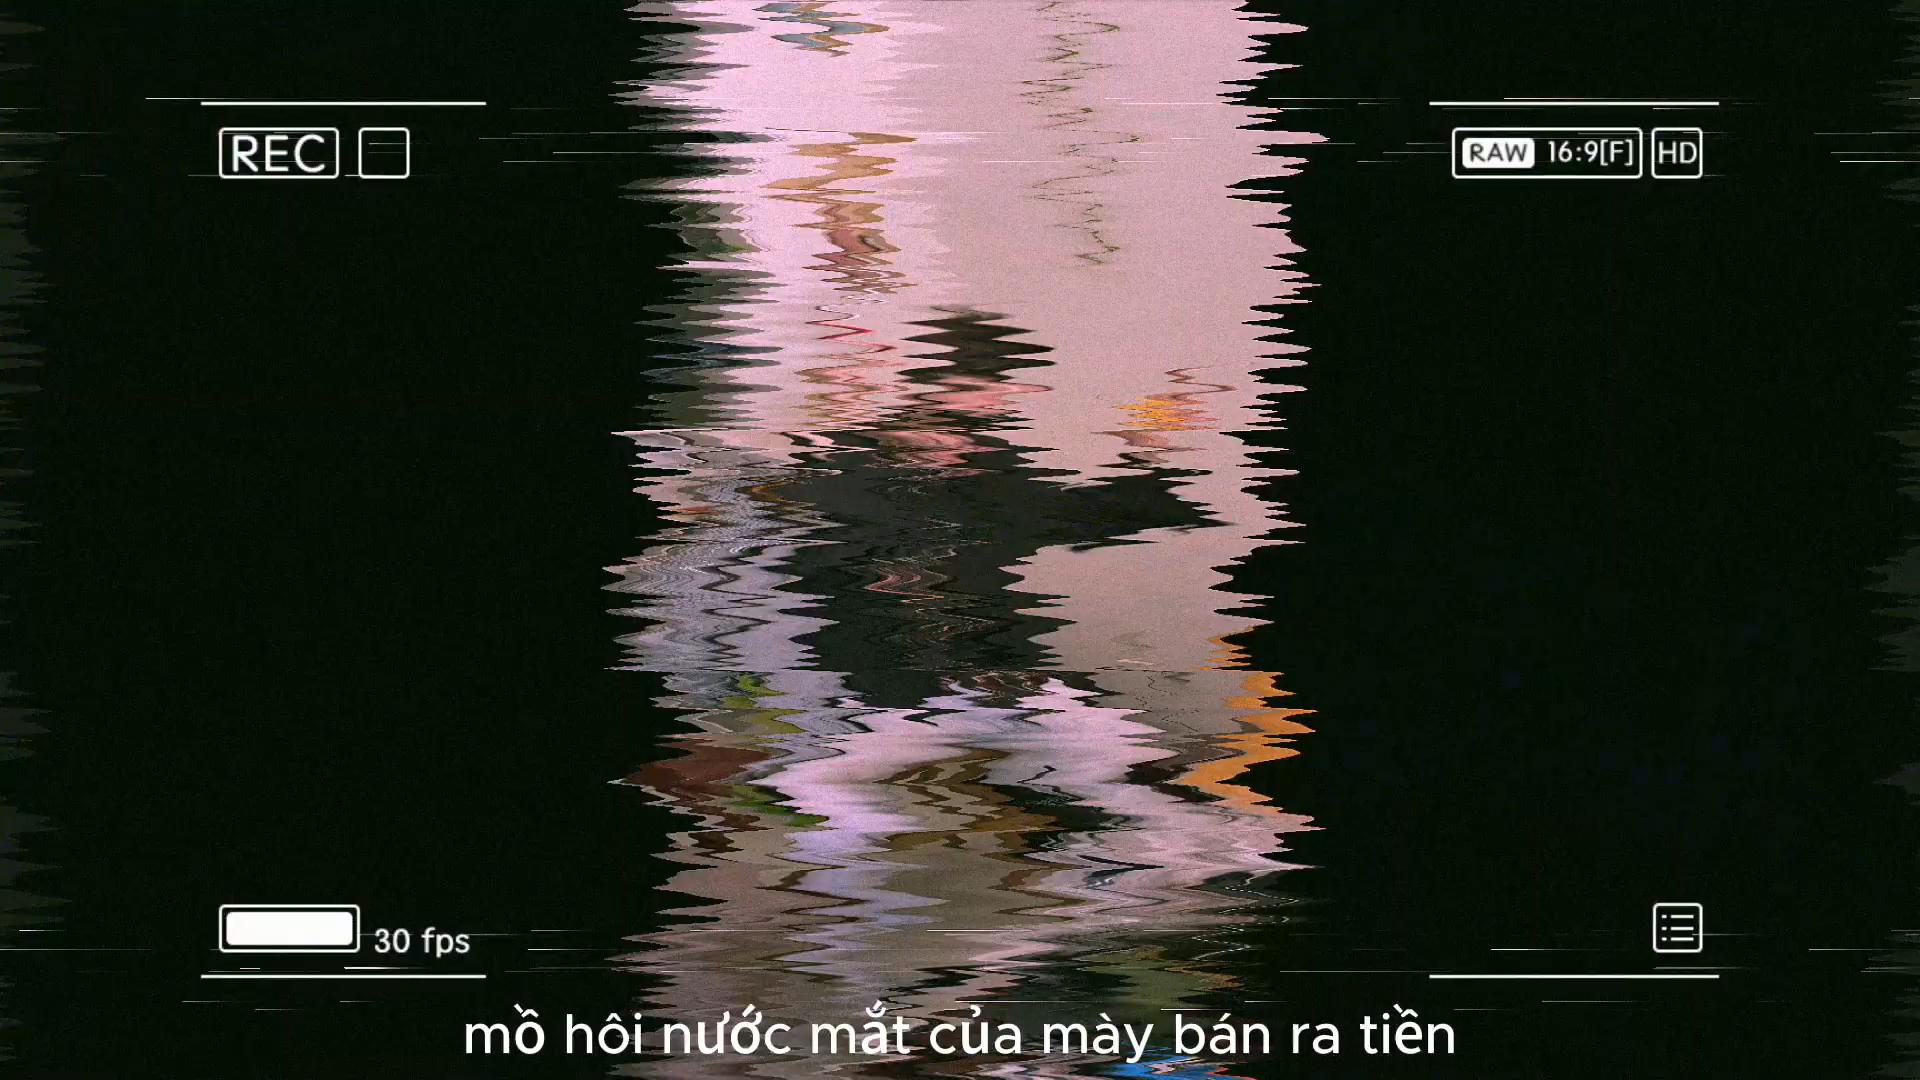 REC
RAW 16:9[F] HD
30 fps
mồ hôi nước mắt của mày bán ra tiền